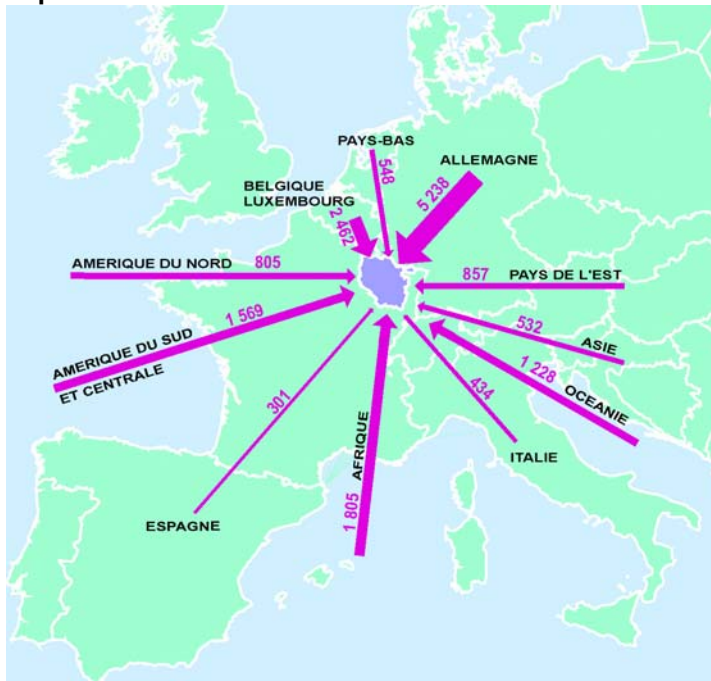 PAYS-BAS
548
ALLEMAGNE
5 238
BELGIQUE
LUXEMBOURG
2 462
AMERIQUE DU NORD
805
857
PAYS DE L'EST
AMERIQUE DU SUD
ET CENTRALE
1 569
532
ASIE
1 228
OCEANIE
301
ESPAGNE
AFRIQUE
1 805
434
ITALIE